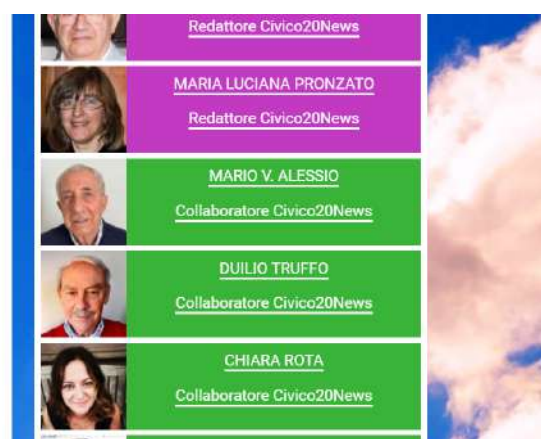 Redattore Civico20News
MARIA LUCIANA PRONZATO
Redattore Civico20News
MARIO V. ALESSIO
Collaboratore Civico20News
DUILIO TRUFFO
Collaboratore Civico20News
CHIARA ROTA
Collaboratore Civico20News